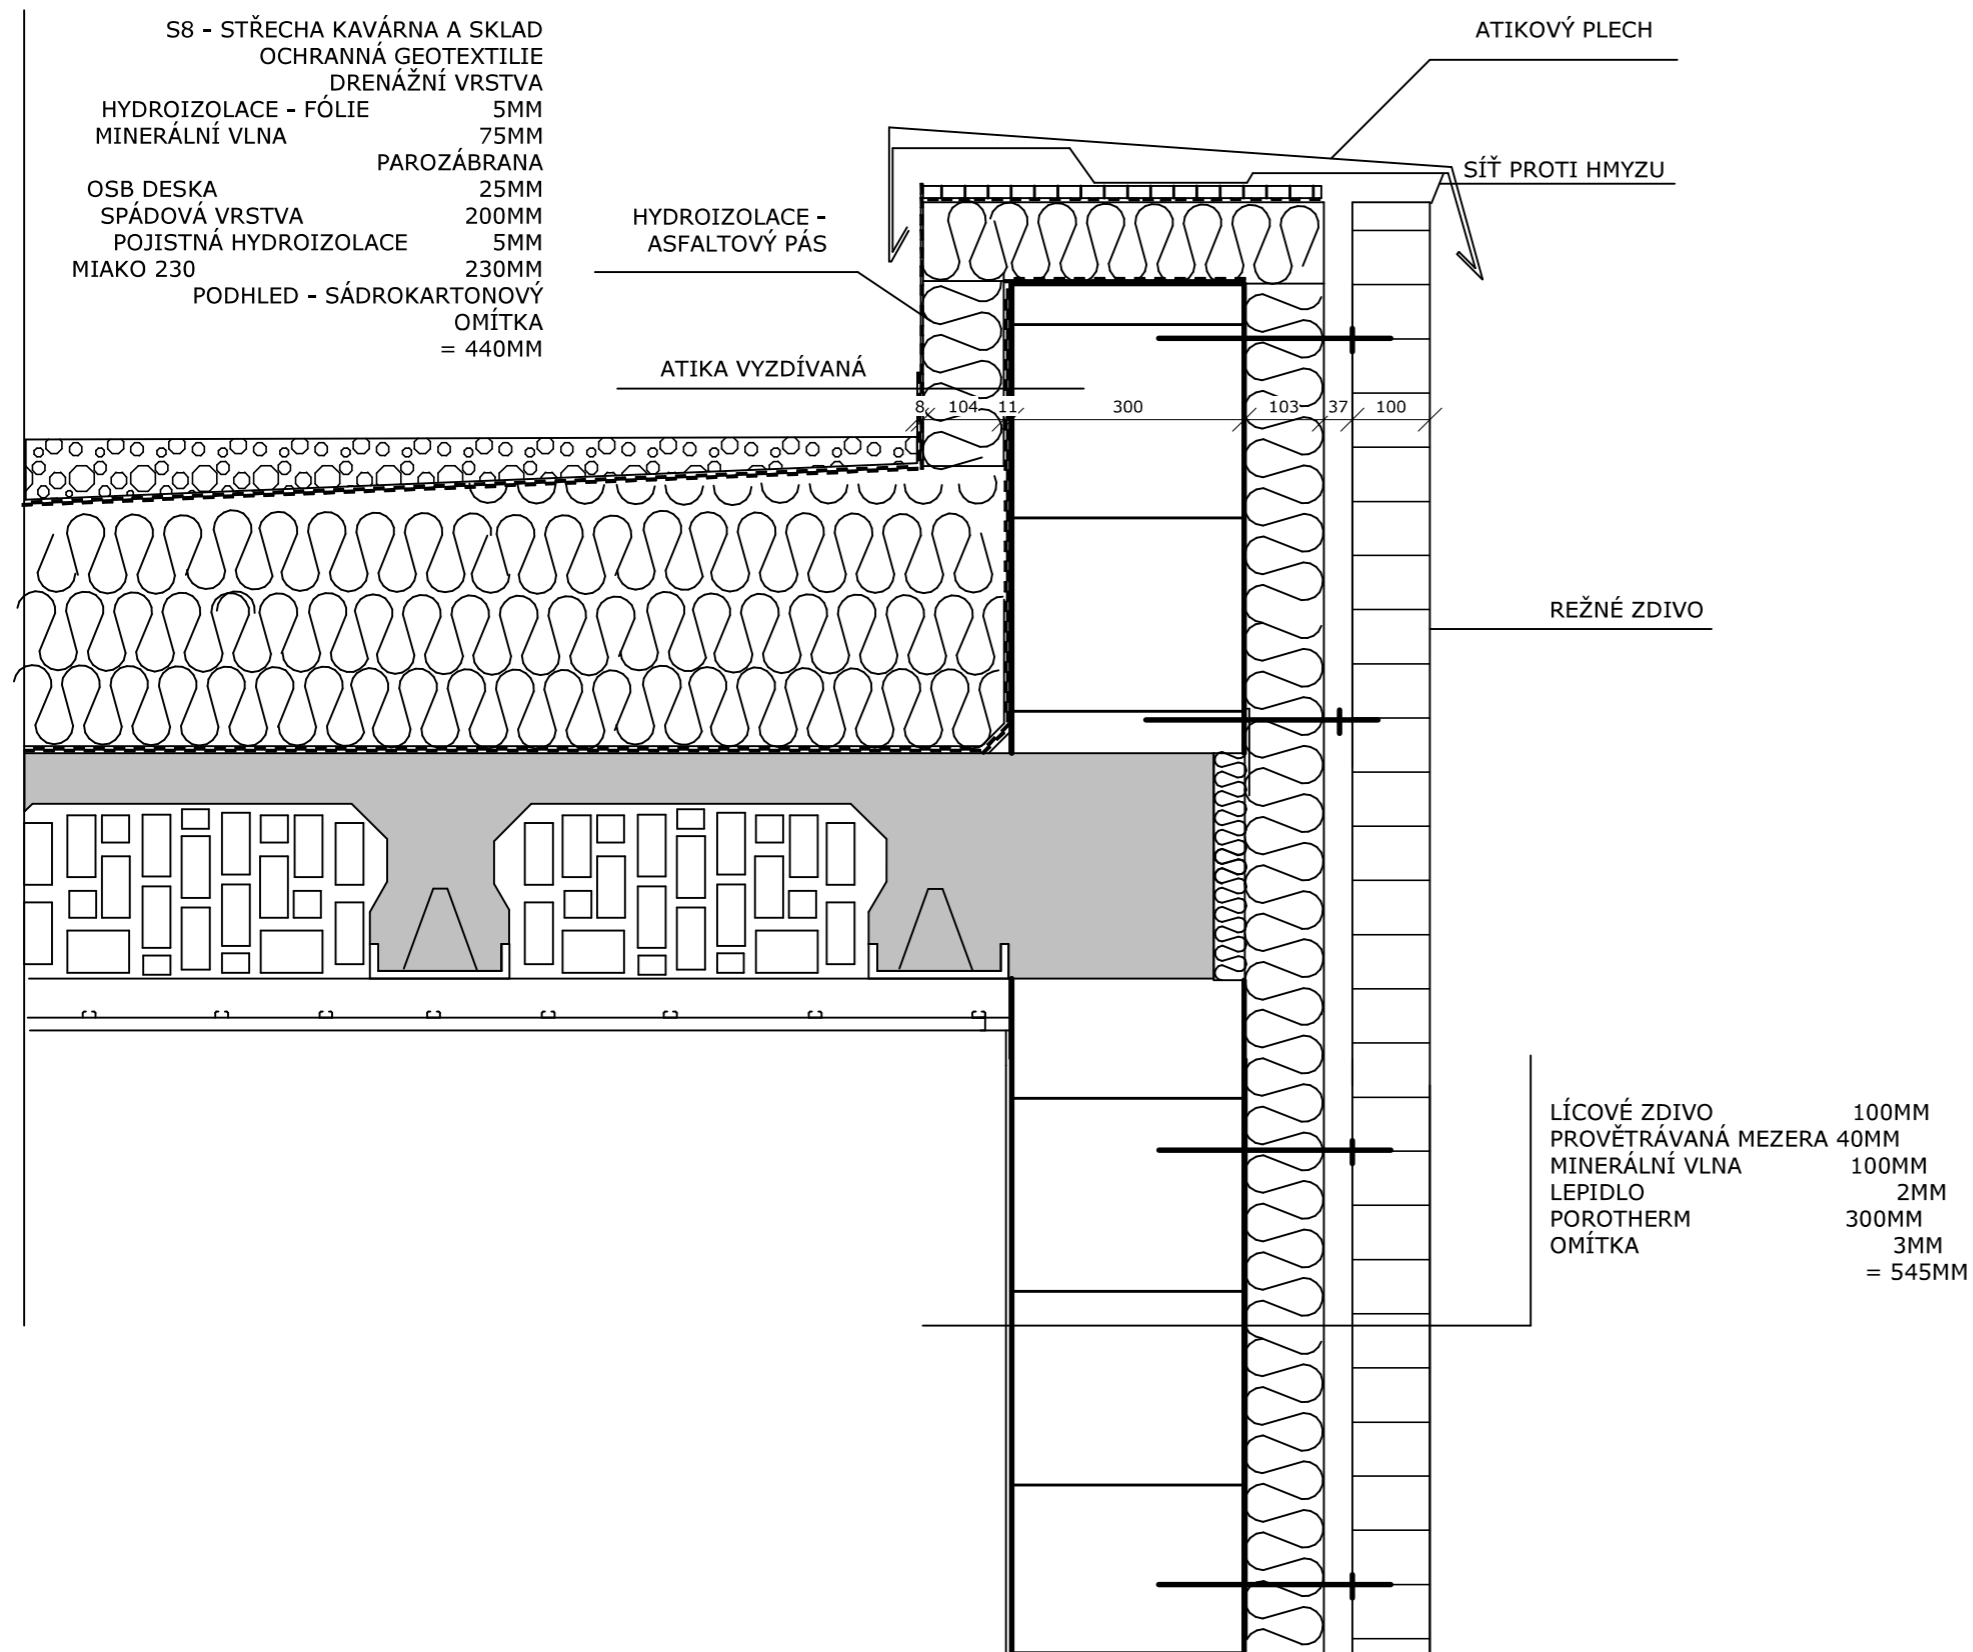 S8 - STŘECHA KAVÁRNA A SKLAD
OCHRANNÁ GEOTEXTILIE
DRENÁŽNÍ VRSTVA
HYDROIZOLACE - FÓLIE 5MM
MINERÁLNÍ VLNA 75MM
PAROZÁBRANA
OSB DESKA 25MM
SPÁDOVÁ VRSTVA 200MM
POJISTNÁ HYDROIZOLACE 5MM
MIAKO 230 230MM
PODHLED - SÁDROKARTONOVÝ
OMÍTKA
= 440MM
HYDROIZOLACE -
ASFALTOVÝ PÁS
ATIKA VYZDÍVANÁ
ATIKOVÝ PLECH
SÍŤ PROTI HMYZU
8 104 11 300 103 37 100
REŽNÉ ZDIVO
LÍCOVÉ ZDIVO 100MM
PROVĚTRÁVANÁ MEZERA 40MM
MINERÁLNÍ VLNA 100MM
LEPIDLO 2MM
POROTHERM 300MM
OMÍTKA 3MM
= 545MM